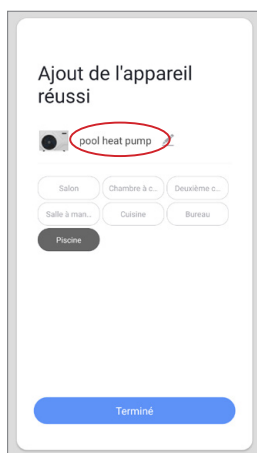 Ajout de l'appareil
réussi
pool heat pump
Salon Chambre à c... Deuxième c...
Salle à man... Cuisine Bureau
Piscine
Terminé